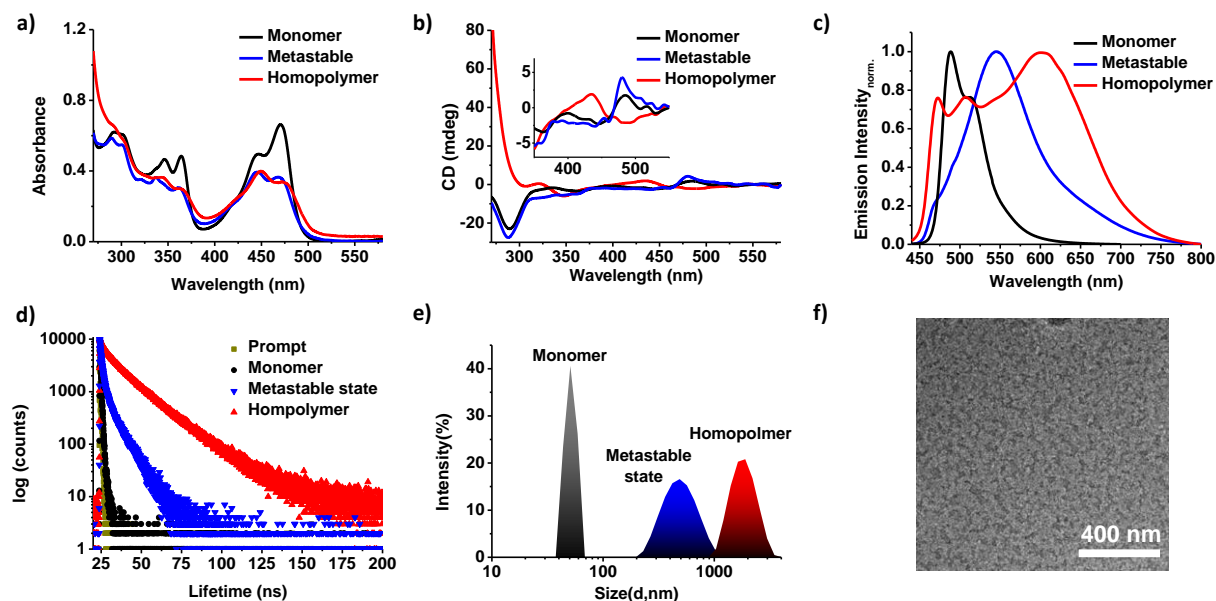 a)
1.2
0.8
0.4
0.0
Absorbance
300 350 400 450 500 550
Wavelength (nm)
Monomer
Metastable
Homopolymer
b)
80
60
40
20
0
-20
CD (mdeg)
300 350 400 450 500 550
Wavelength (nm)
Monomer
Metastable
Homopolymer
5
0
-5
400 500
c)
1.0
0.8
0.6
0.4
0.2
0.0
Emission Intensity norm.
450 500 550 600 650 700 750 800
Wavelength (nm)
Monomer
Metastable
Homopolymer
d)
10000
1000
100
10
1
log (counts)
25 50 75 100 125 150 175 200
Lifetime (ns)
Prompt
Monomer
Metastable state
Hompolymer
e)
40
30
20
10
0
Intensity(%)
10 100 1000
Size(d,nm)
Monomer
Metastable
state
Homopolmer
f)
400 nm